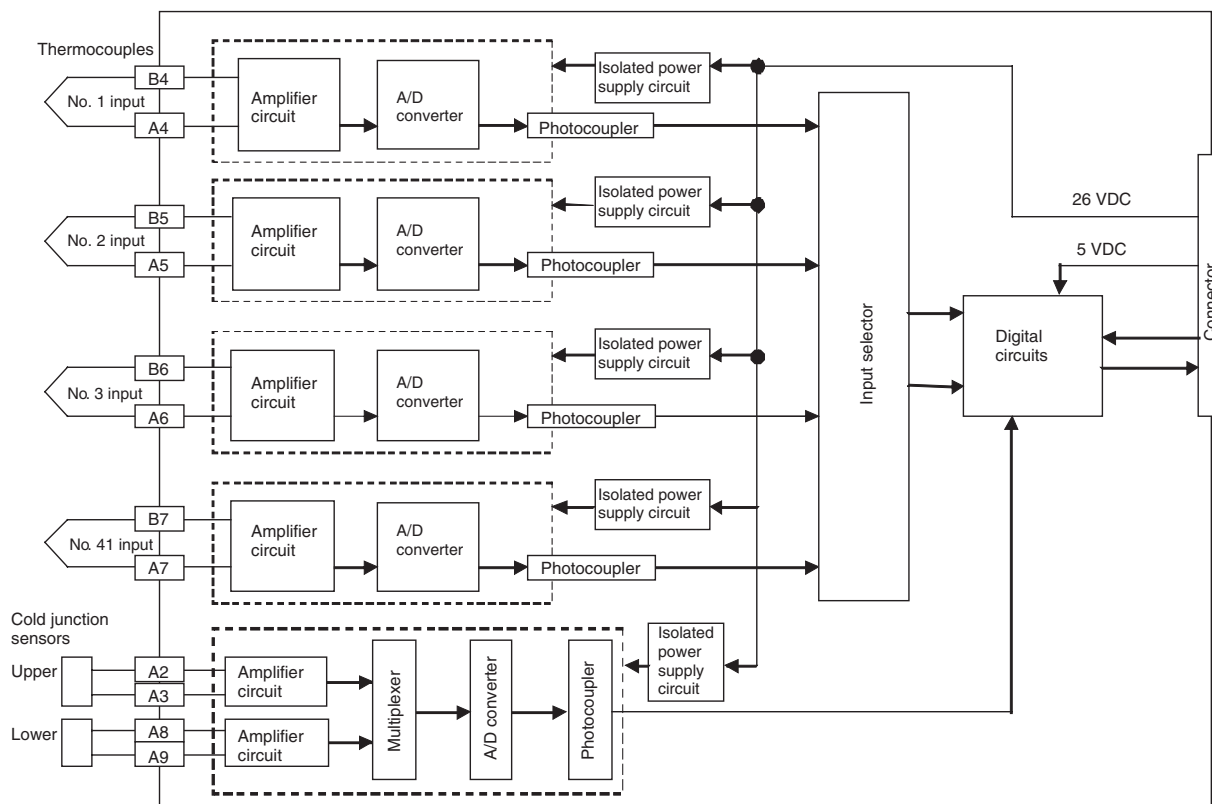 Thermocouples
B4
No. 1 input
A4
Amplifier
circuit
A/D
converter
Isolated power
supply circuit
Photocoupler
B5
No. 2 input
A5
Amplifier
circuit
A/D
converter
Isolated power
supply circuit
Photocoupler
26 VDC
5 VDC
B6
No. 3 input
A6
Amplifier
circuit
A/D
converter
Isolated power
supply circuit
Photocoupler
Input selector
Digital
circuits
Connector
B7
No. 41 input
A7
Amplifier
circuit
A/D
converter
Isolated power
supply circuit
Photocoupler
Cold junction
sensors
Upper
A2
A3
Amplifier
circuit
Lower
A8
A9
Amplifier
circuit
Multiplexer
A/D converter
Photocoupler
Isolated
power
supply
circuit